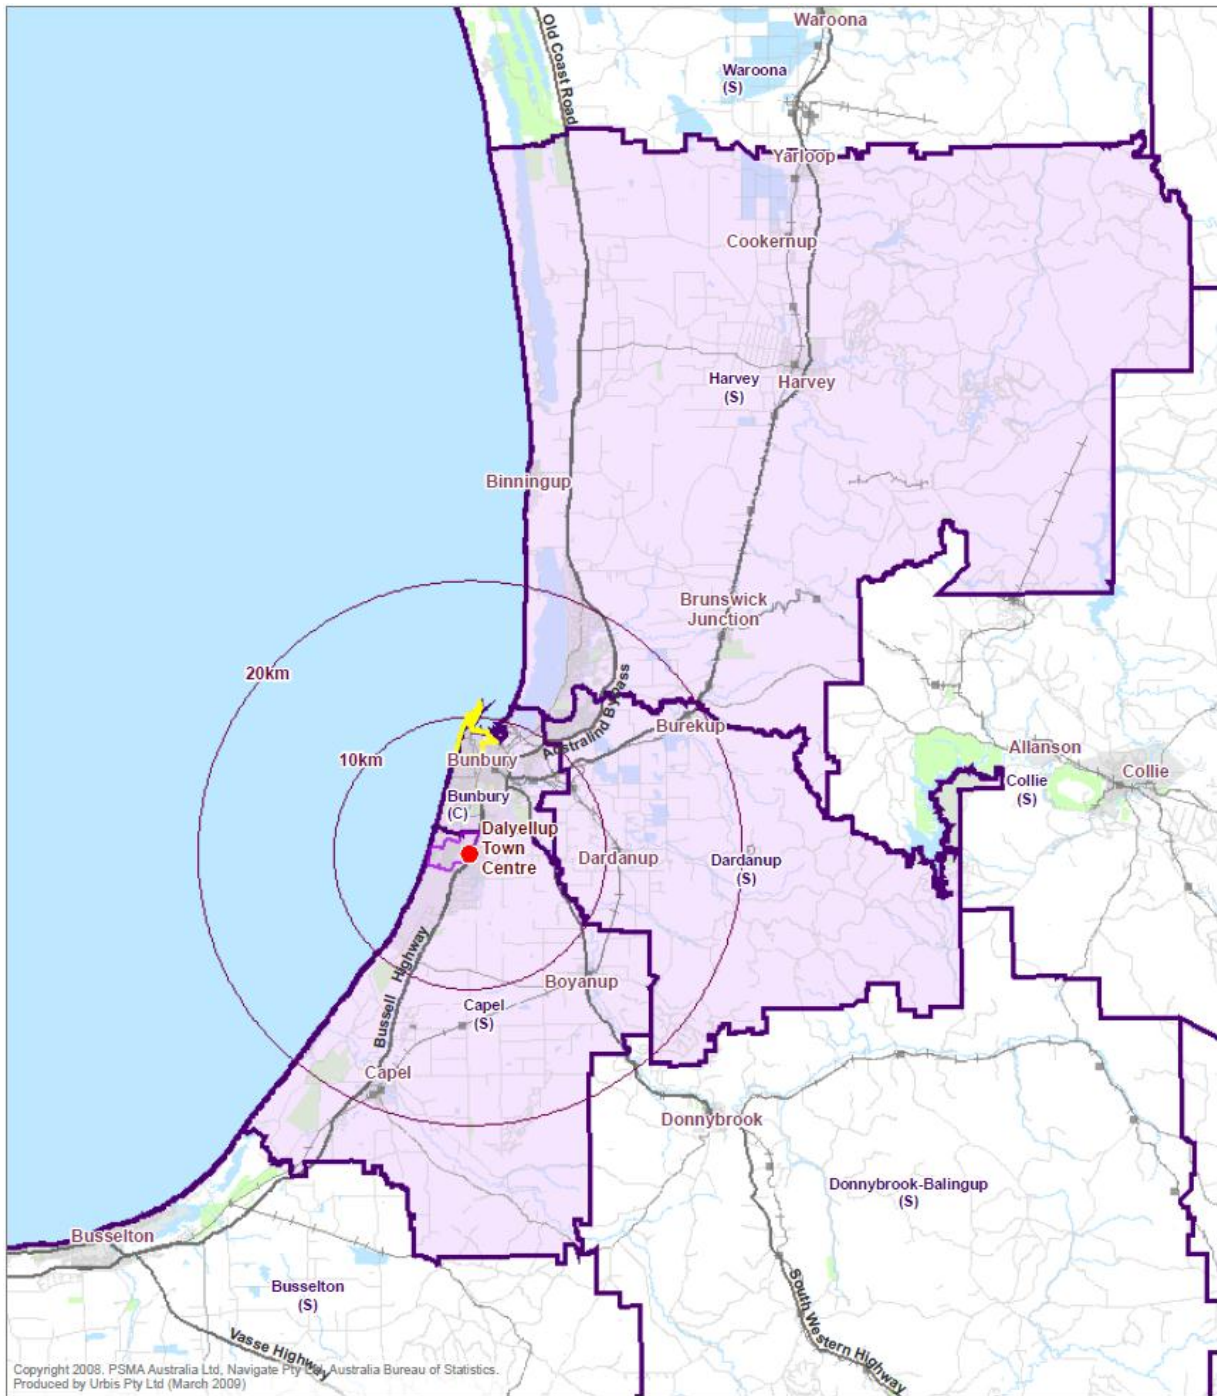 Waroona
Old Coast Road
Waroona
(S)
Yarloop
Cookernup
Harvey
(S)
Harvey
Binningup
Brunswick
Junction
20km
Australind Bypass
Burekup
10km
Bunbury
Allanson
Collie
Collie
(S)
Bunbury
(C)
Dalyellup
Town
Centre
Dardanup
Dardanup
(S)
Bussell Highway
Boyanup
Capel
(S)
Capel
Donnybrook
Donnybrook-Balingup
(S)
Busselton
Busselton
(S)
Vasse Highway
South Western Highway
Copyright 2008. PSMA Australia Ltd, Navigate Pty Ltd, Australia Bureau of Statistics.
Produced by Urbis Pty Ltd (March 2009)